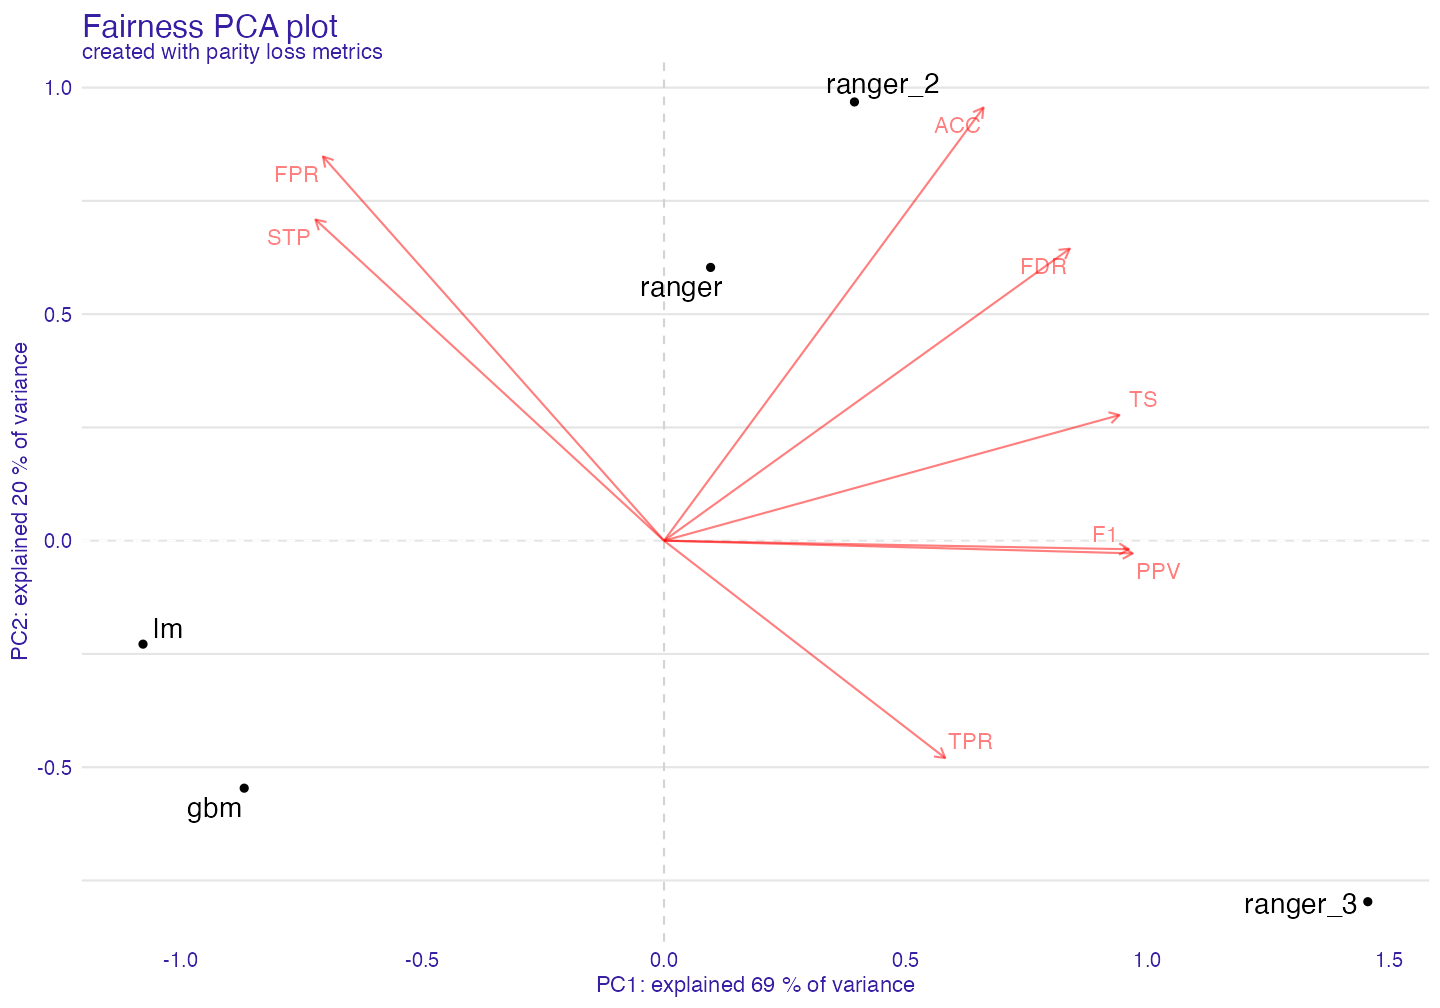 Fairness PCA plot
created with parity loss metrics
1.0
0.5
0.0
-0.5
PC2: explained 20 % of variance
ranger_2
ACC
FPR
STP
FDR
ranger
TS
F1
PPV
lm
TPR
gbm
ranger_3
-1.0
-0.5
0.0
0.5
1.0
1.5
PC1: explained 69 % of variance